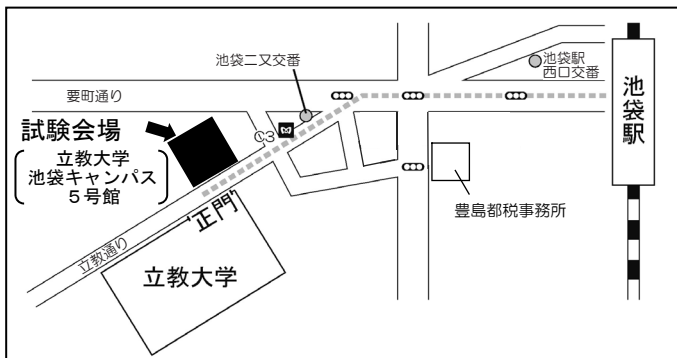 池袋二又交番
池袋駅
西口交番
要町通り
池袋駅
試験会場
立教大学
池袋キャンパス
5号館
C3
豊島都税事務所
正門
立教通り
立教大学